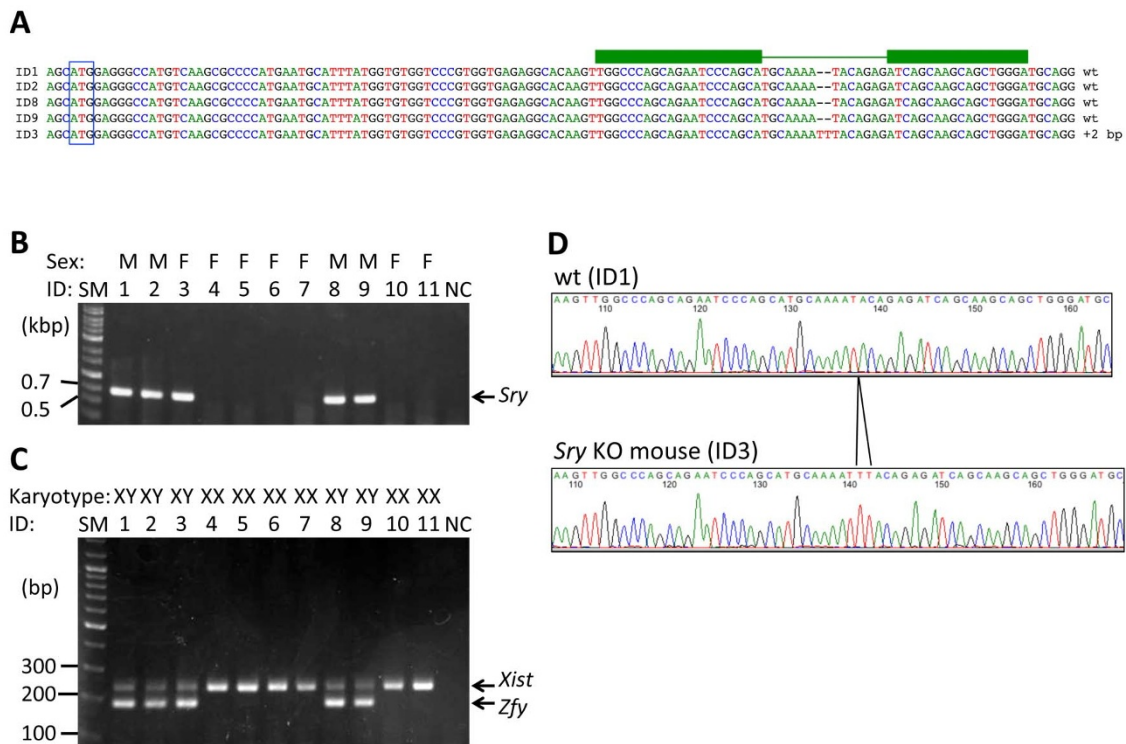 A
ID1 AGCATGGAGGGCCATGTCAAGCGCCCCATGAATGCATTTATGGTGTGGTCCCGTGGTGAGAGGCACAAGTTGGCCCAGCAGAATCCCAGCATGCAAAA--TACAGAGATCAGCAAGCAGCTGGGATGCAGG wt
ID2 AGCATGGAGGGCCATGTCAAGCGCCCCATGAATGCATTTATGGTGTGGTCCCGTGGTGAGAGGCACAAGTTGGCCCAGCAGAATCCCAGCATGCAAAA--TACAGAGATCAGCAAGCAGCTGGGATGCAGG wt
ID8 AGCATGGAGGGCCATGTCAAGCGCCCCATGAATGCATTTATGGTGTGGTCCCGTGGTGAGAGGCACAAGTTGGCCCAGCAGAATCCCAGCATGCAAAA--TACAGAGATCAGCAAGCAGCTGGGATGCAGG wt
ID9 AGCATGGAGGGCCATGTCAAGCGCCCCATGAATGCATTTATGGTGTGGTCCCGTGGTGAGAGGCACAAGTTGGCCCAGCAGAATCCCAGCATGCAAAA--TACAGAGATCAGCAAGCAGCTGGGATGCAGG wt
ID3 AGCATGGAGGGCCATGTCAAGCGCCCCATGAATGCATTTATGGTGTGGTCCCGTGGTGAGAGGCACAAGTTGGCCCAGCAGAATCCCAGCATGCAAAATTTACAGAGATCAGCAAGCAGCTGGGATGCAGG +2 bp
B
Sex: M M F F F F F M M F F
ID: SM 1 2 3 4 5 6 7 8 9 10 11 NC
(kbp)
0.7
0.5
Sry
C
Karyotype: XY XY XY XX XX XX XX XY XY XX XX
ID: SM 1 2 3 4 5 6 7 8 9 10 11 NC
(bp)
300
200
100
Xist
Zfy
D
wt (ID1)
AAGTTGGCCCAGCAGAATCCCAGCATGCAAAATACAGAGATCAGCAAGCAGCTGGGATGC
110 120 130 140 150 160
Sry KO mouse (ID3)
AAGTTGGCCCAGCAGAATCCCAGCATGCAAAATTTACAGAGATCAGCAAGCAGCTGGGATGC
110 120 130 140 150 160